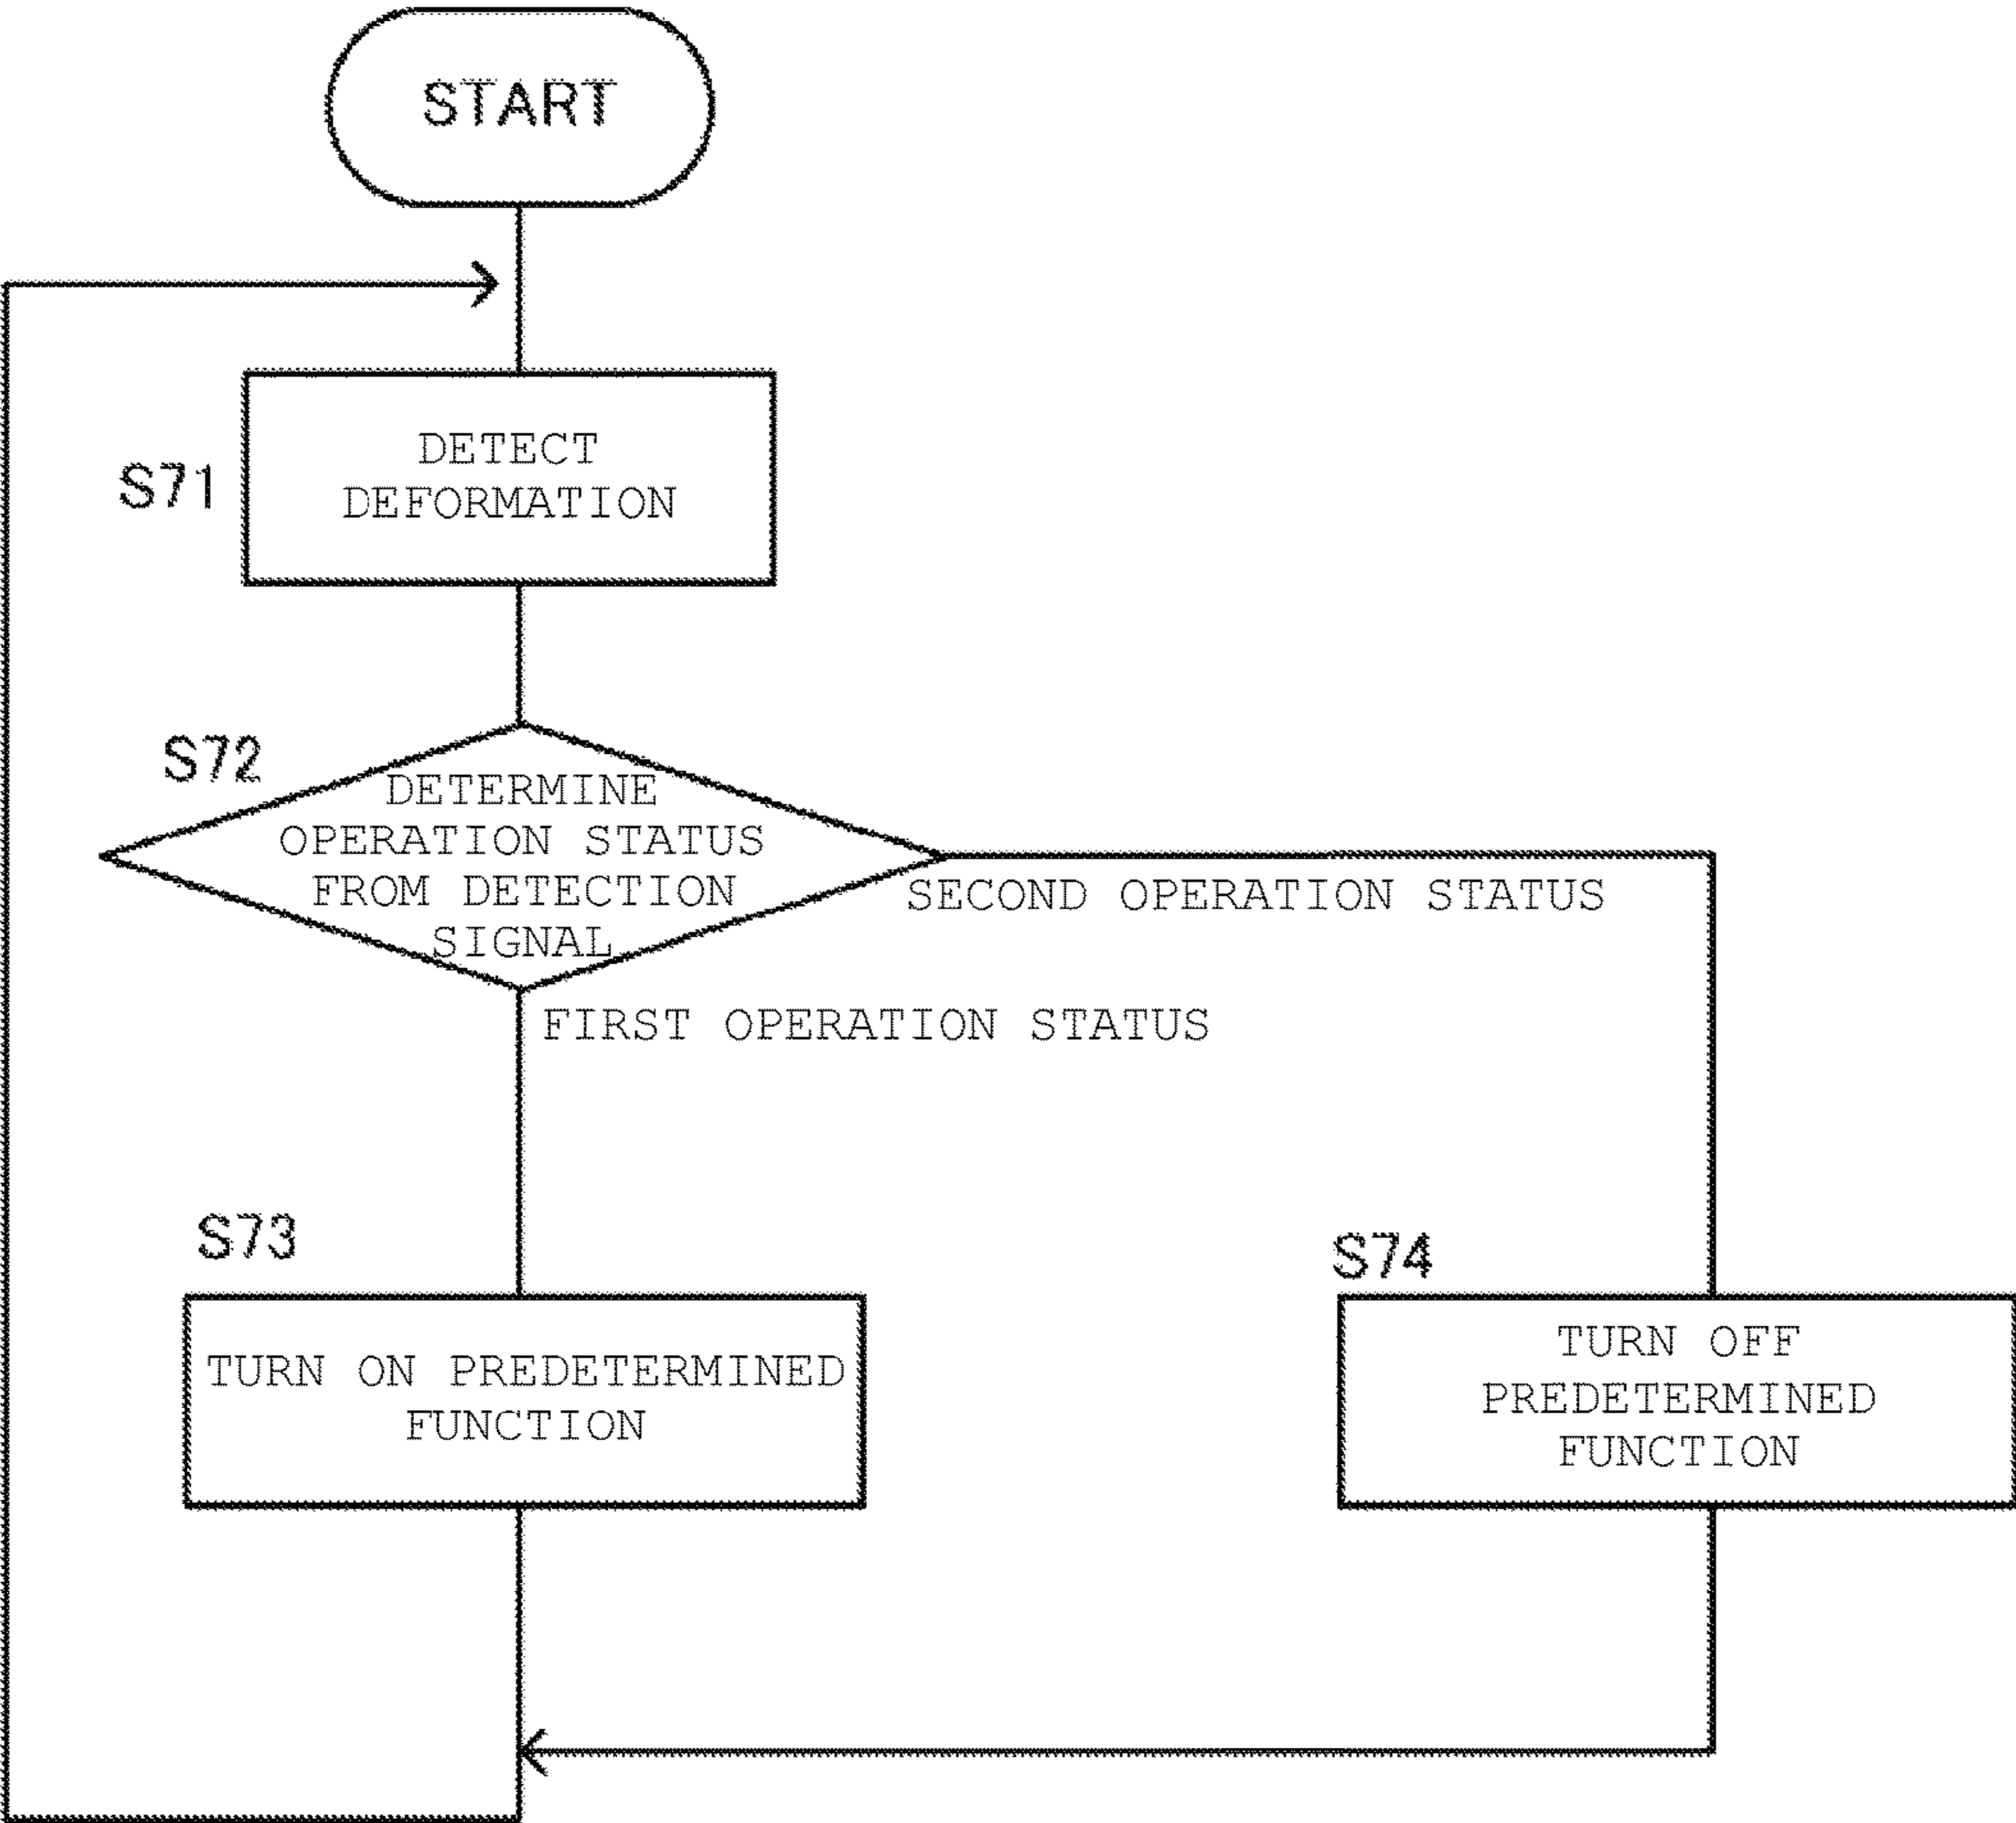 START
S71
DETECT
DEFORMATION
S72
DETERMINE
OPERATION STATUS
FROM DETECTION
SIGNAL
SECOND OPERATION STATUS
FIRST OPERATION STATUS
S73
TURN ON PREDETERMINED
FUNCTION
S74
TURN OFF
PREDETERMINED
FUNCTION